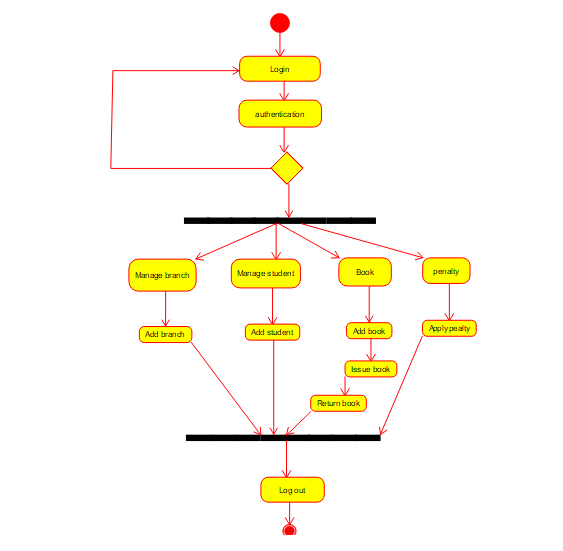 Login
authentication
Manage branch
Manage student
Book
penalty
Add branch
Add student
Add book
Apply pealty
Issue book
Return book
Log out